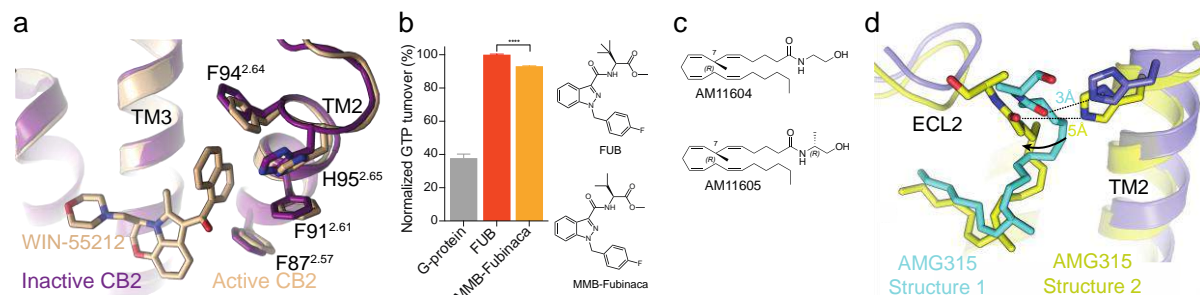 a
F94^2.64
TM3
TM2
H95^2.65
WIN-55212
F91^2.61
Inactive CB2
Active CB2
F87^2.57
b
Normalized GTP turnover (%)
100
80
60
40
20
0
****
G-protein
FUB
MMB-Fubinaca
O
O
N
H
O
N
N
F
FUB
O
O
N
H
O
N
N
F
MMB-Fubinaca
c
7
(R)
O
N
H
OH
AM11604
7
(R)
O
N
H
(R)
OH
AM11605
d
ECL2
3Å
5Å
TM2
AMG315
Structure 1
AMG315
Structure 2